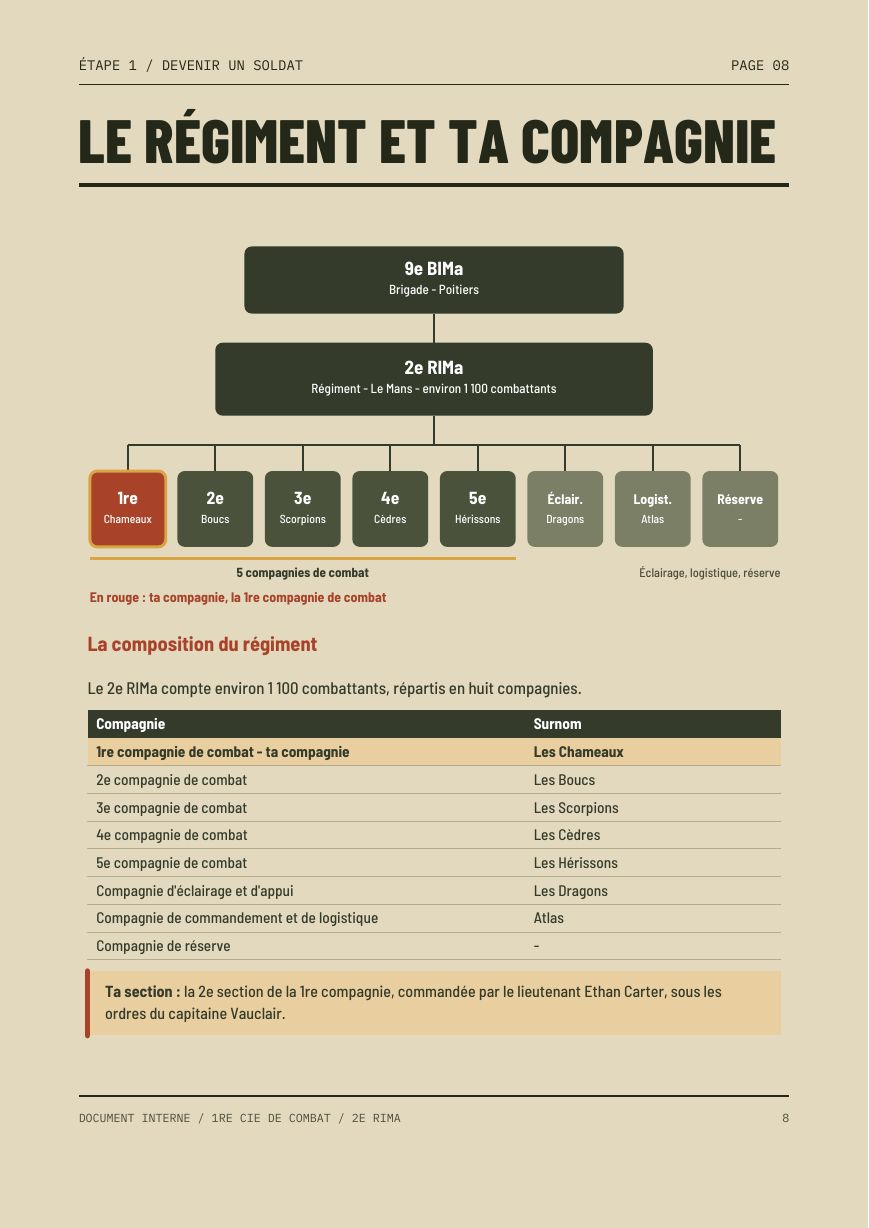 ÉTAPE 1 / DEVENIR UN SOLDAT
PAGE 08
LE RÉGIMENT ET TA COMPAGNIE
9e BIMa
Brigade - Poitiers
2e RIMa
Régiment - Le Mans - environ 1 100 combattants
1re
Chameaux
2e
Boucs
3e
Scorpions
4e
Cèdres
5e
Hérissons
Éclair.
Dragons
Logist.
Atlas
Réserve
-
5 compagnies de combat
Éclairage, logistique, réserve
En rouge : ta compagnie, la 1re compagnie de combat
La composition du régiment
Le 2e RIMa compte environ 1 100 combattants, répartis en huit compagnies.
Compagnie Surnom
1re compagnie de combat - ta compagnie Les Chameaux
2e compagnie de combat Les Boucs
3e compagnie de combat Les Scorpions
4e compagnie de combat Les Cèdres
5e compagnie de combat Les Hérissons
Compagnie d'éclairage et d'appui Les Dragons
Compagnie de commandement et de logistique Atlas
Compagnie de réserve -
Ta section : la 2e section de la 1re compagnie, commandée par le lieutenant Ethan Carter, sous les
ordres du capitaine Vauclair.
DOCUMENT INTERNE / 1RE CIE DE COMBAT / 2E RIMA
8